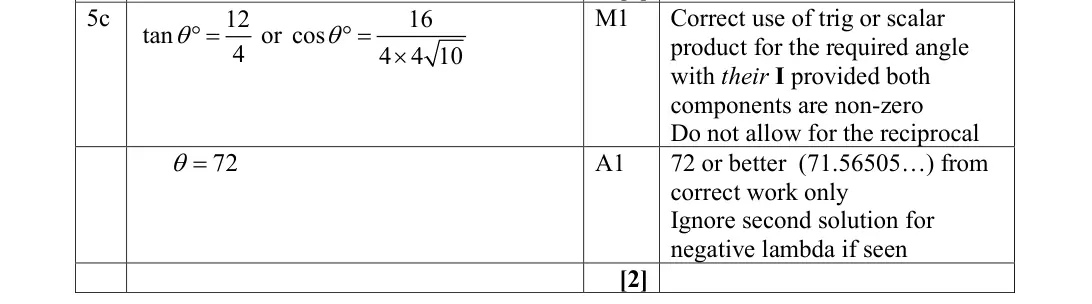 5c tan θ° = 12/4 or cos θ° = 16/(4×4√10) M1 Correct use of trig or scalar
product for the required angle
with their I provided both
components are non-zero
Do not allow for the reciprocal
θ = 72 A1 72 or better (71.56505…) from
correct work only
Ignore second solution for
negative lambda if seen
[2]